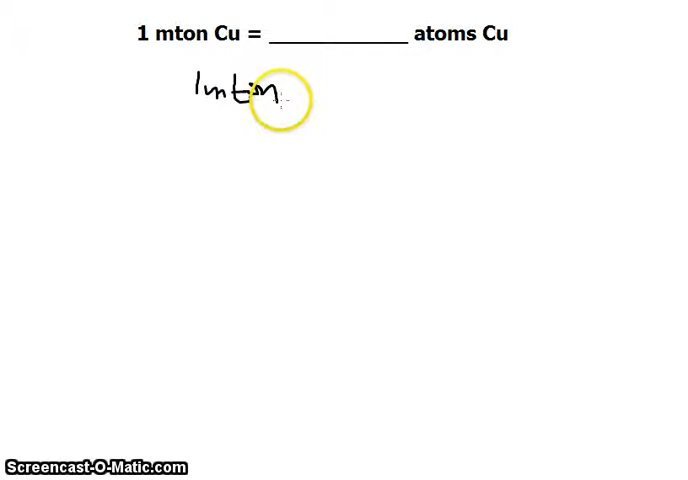 1 mton Cu = ____________ atoms Cu
1mton
Screencast-O-Matic.com